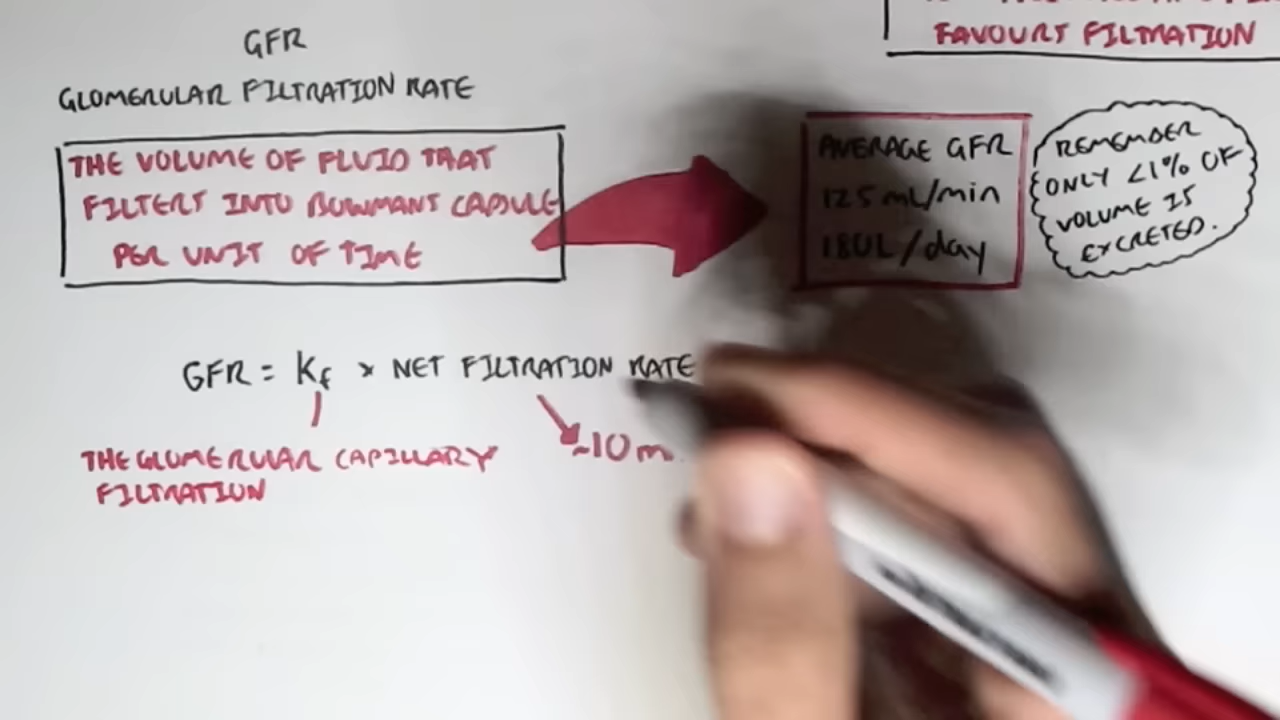 FAVOURS FILTRATION
GFR
GLOMERULAR FILTRATION RATE
THE VOLUME OF FLUID THAT
FILTERS INTO BOWMANS CAPSULE
PER UNIT OF TIME
AVERAGE GFR
125mL/min
180L/day
REMEMBER
ONLY <1% OF
VOLUME IS
EXCRETED.
GFR = Kf × NET FILTRATION RATE
THE GLOMERULAR CAPILLARY
FILTRATION
~10 m